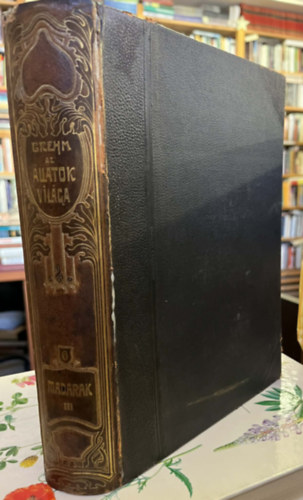 BREHM
AZ
ÁLLATOK
VILÁGA
MADARAK
III